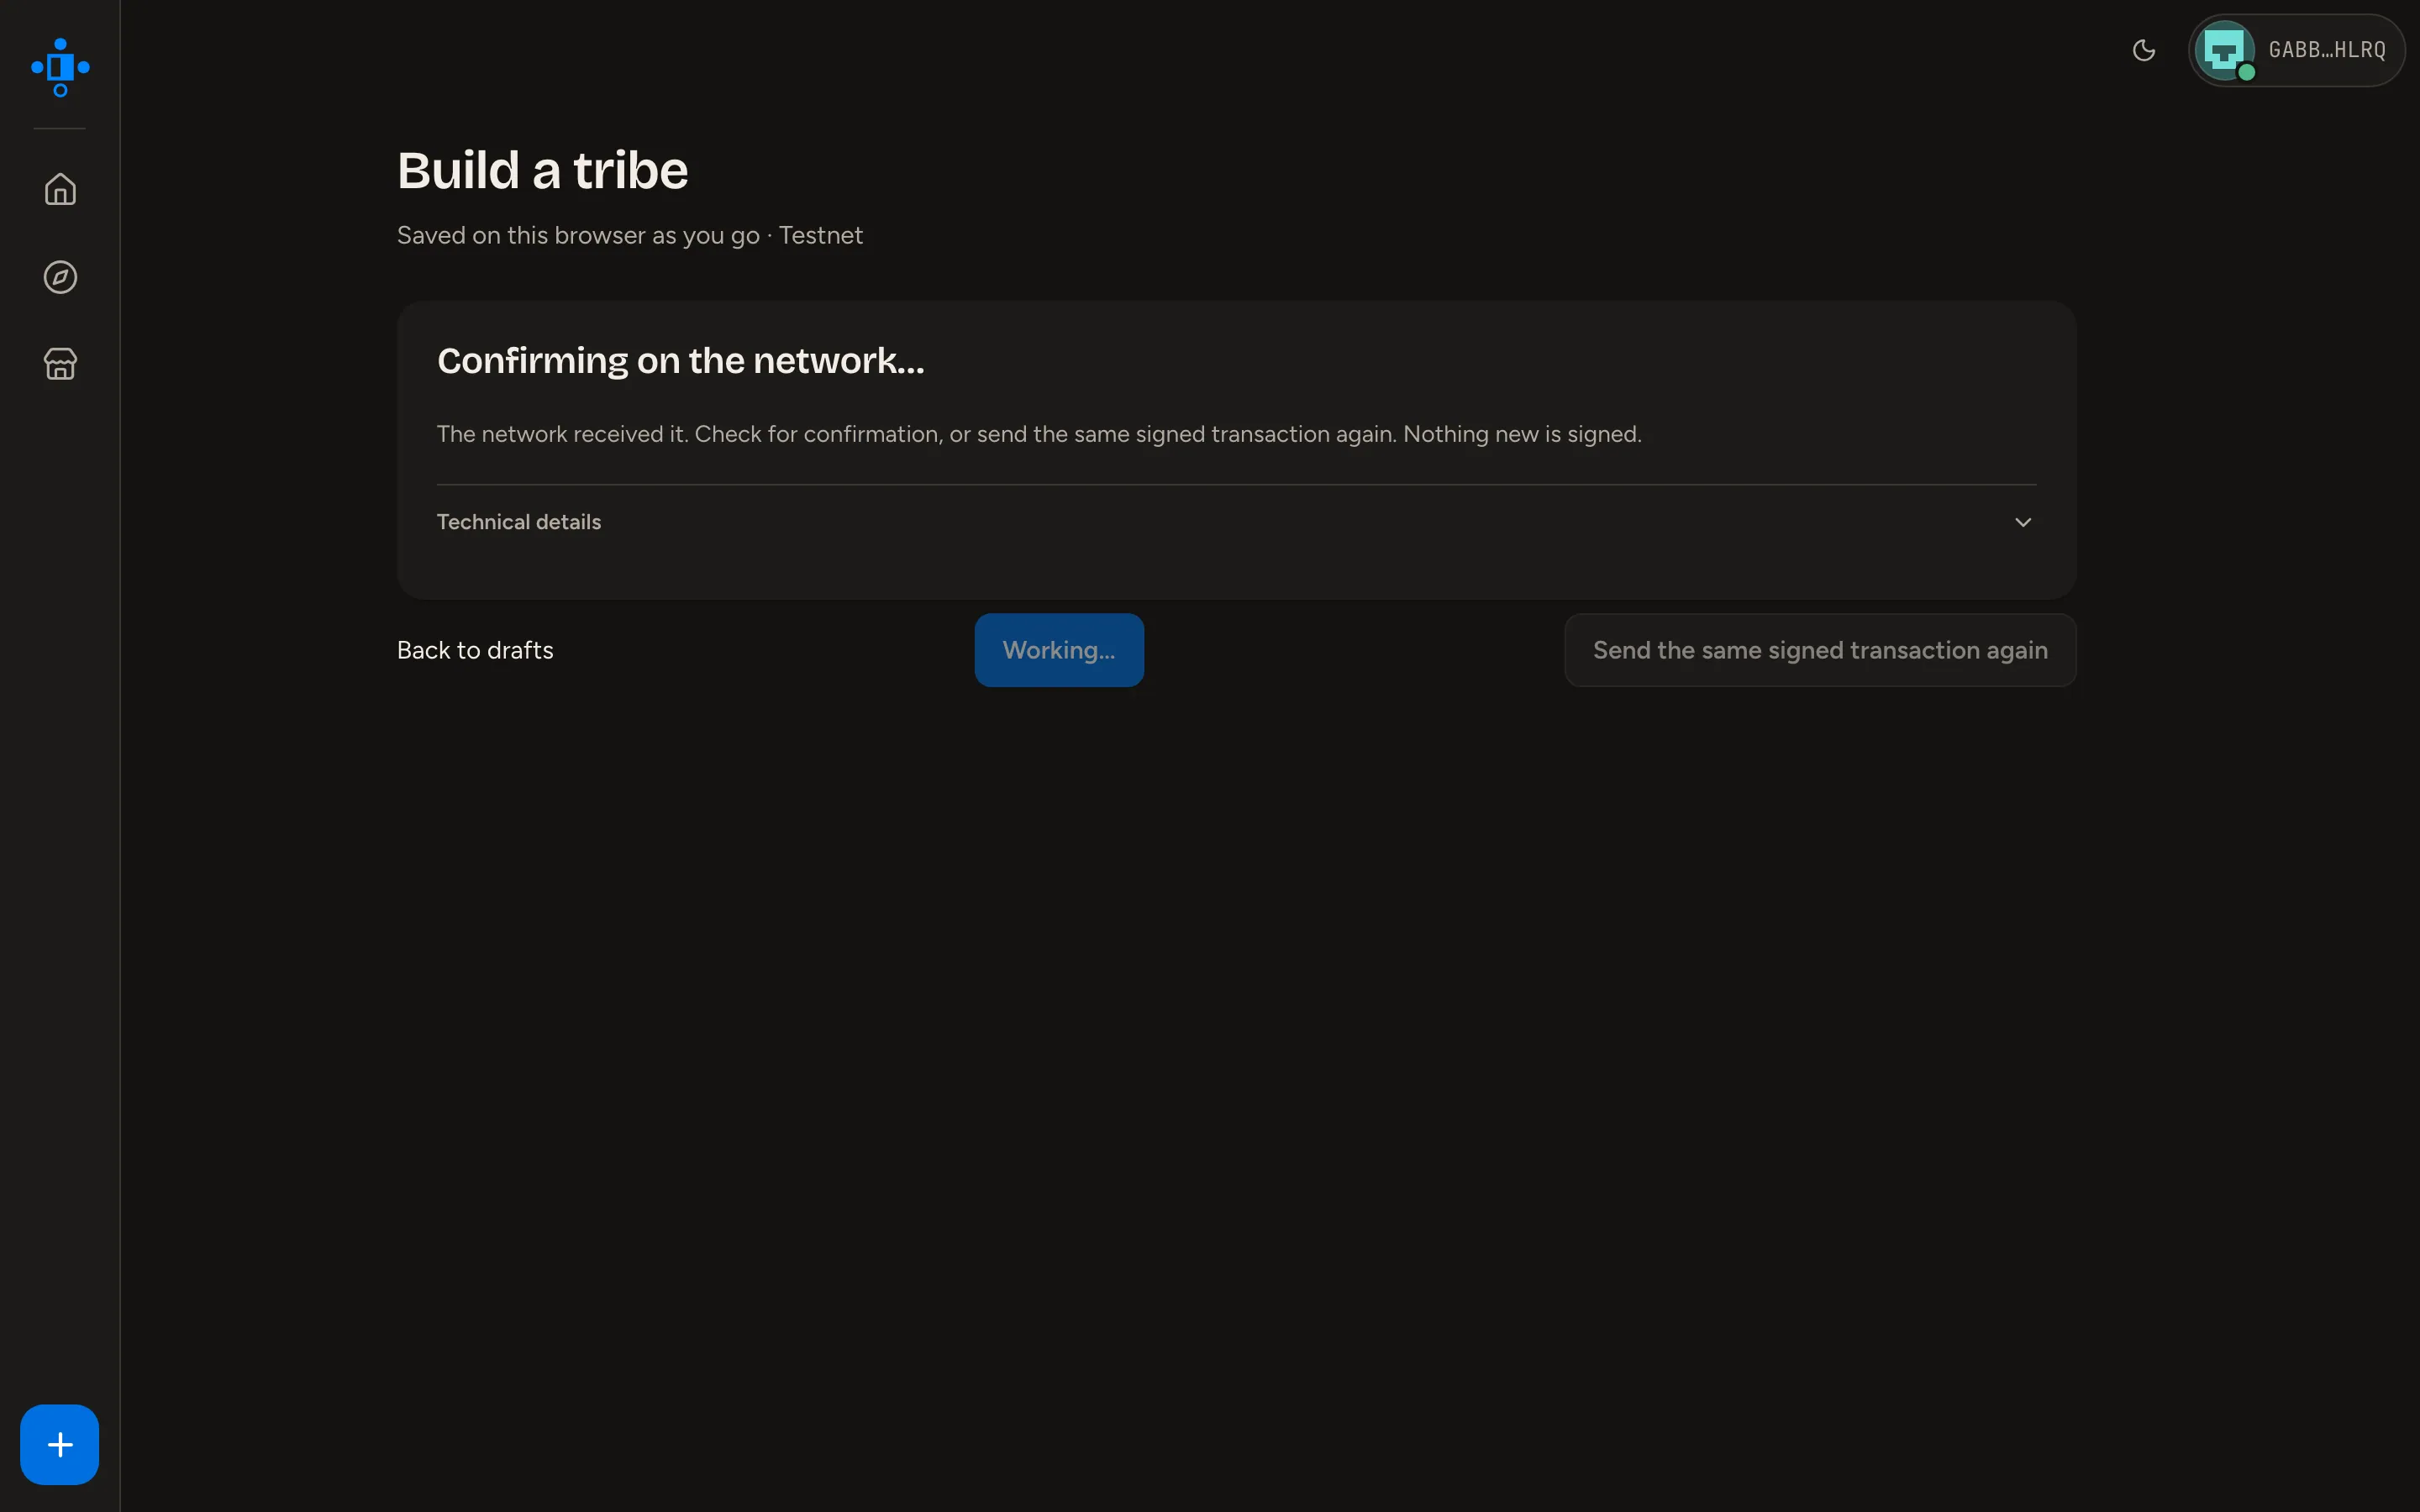 GABB...HLRQ
Build a tribe
Saved on this browser as you go · Testnet
Confirming on the network...
The network received it. Check for confirmation, or send the same signed transaction again. Nothing new is signed.
Technical details
Back to drafts
Working...
Send the same signed transaction again